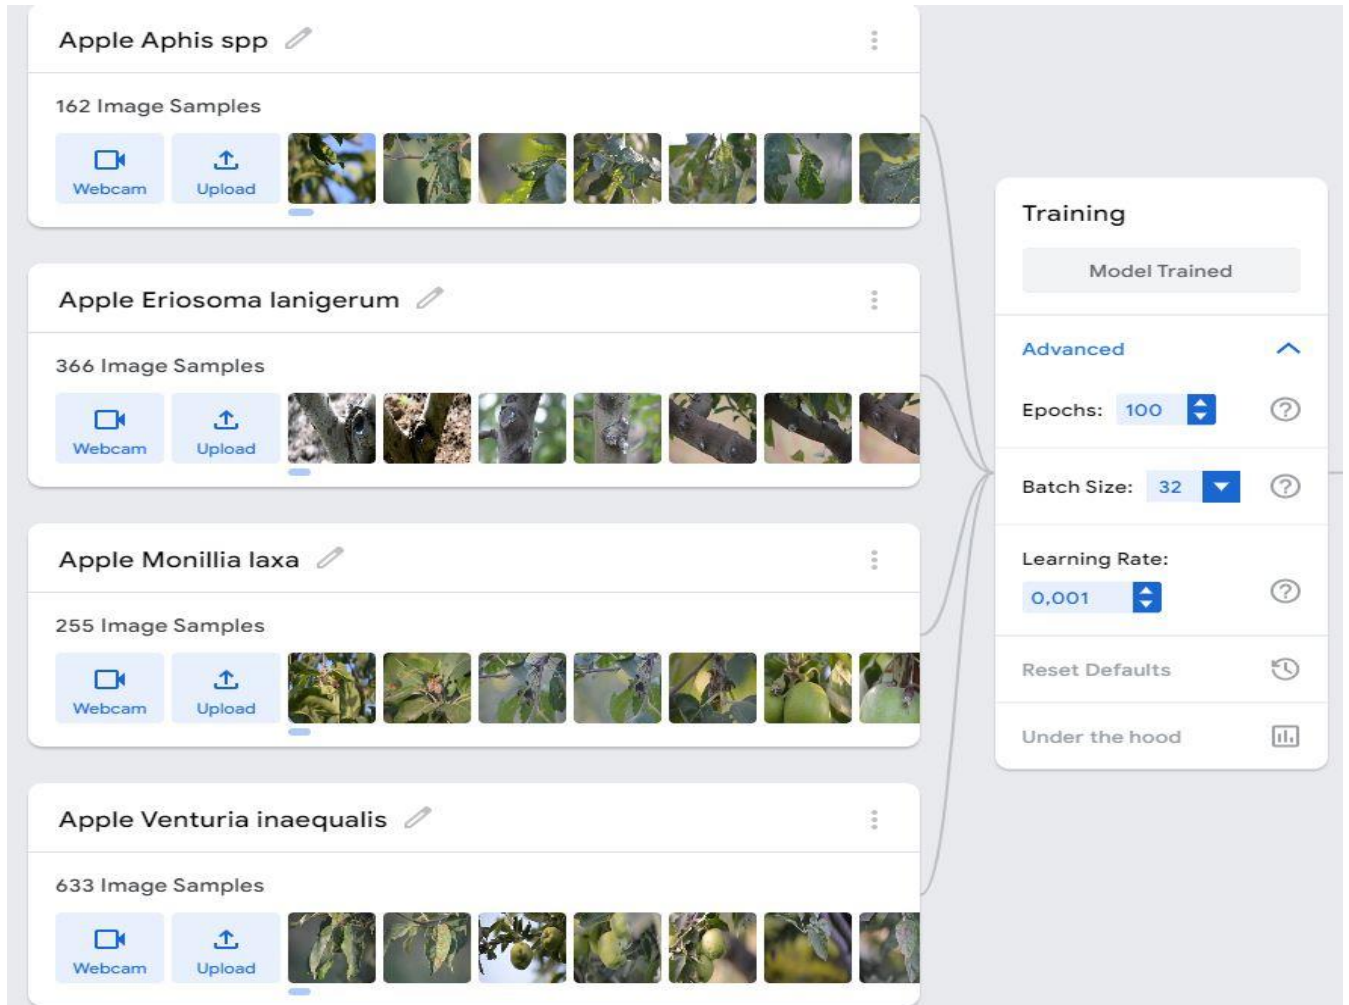 Apple Aphis spp
162 Image Samples
Webcam
Upload
Apple Eriosoma lanigerum
366 Image Samples
Webcam
Upload
Apple Monillia laxa
255 Image Samples
Webcam
Upload
Apple Venturia inaequalis
633 Image Samples
Webcam
Upload
Training
Model Trained
Advanced
Epochs: 100
Batch Size: 32
Learning Rate:
0,001
Reset Defaults
Under the hood